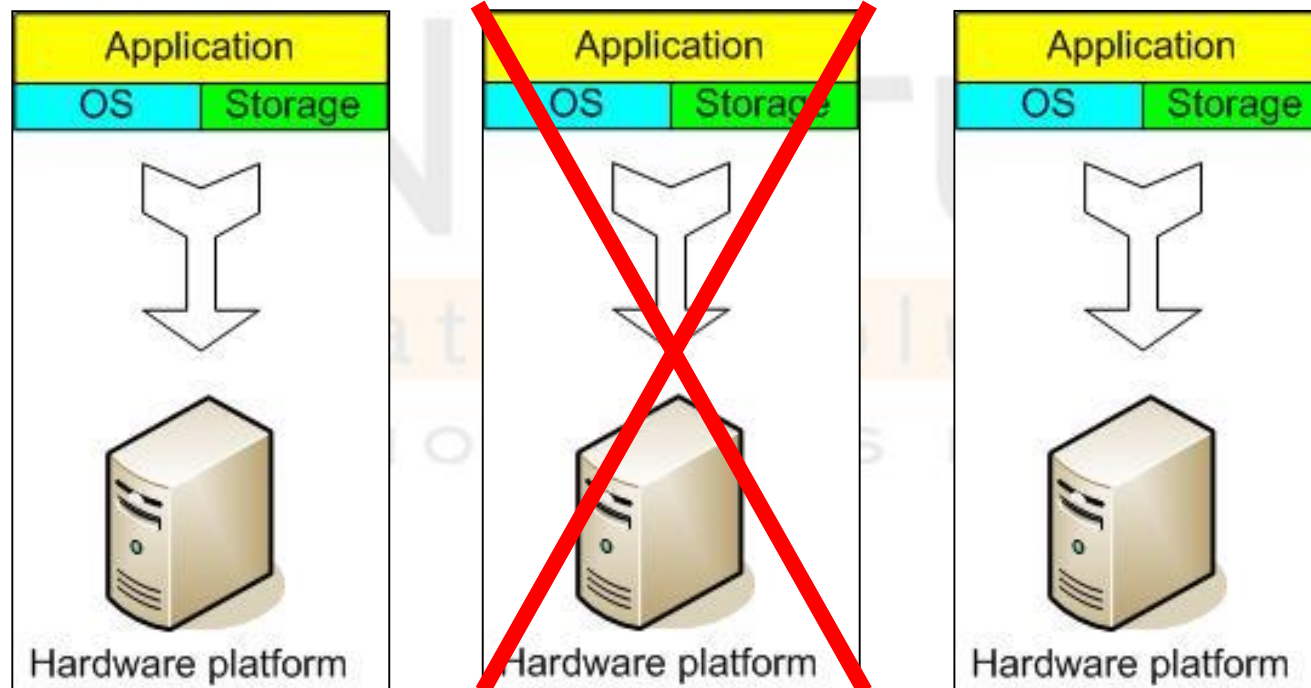 Application
OS Storage
Hardware platform
Application
OS Storage
Hardware platform
Application
OS Storage
Hardware platform